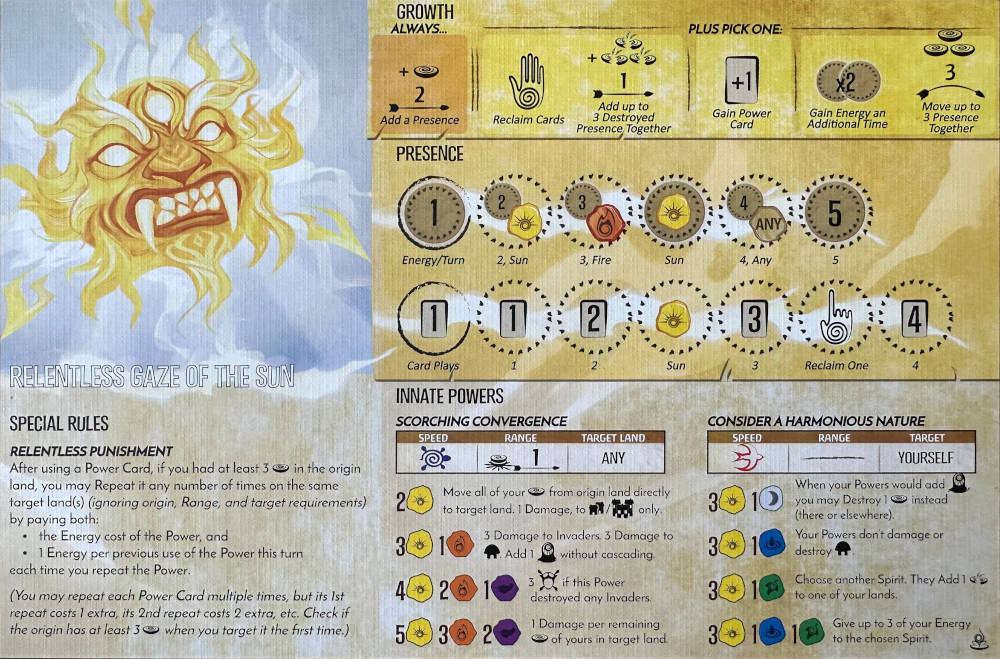 GROWTH
ALWAYS...
PLUS PICK ONE:
+
2
Add a Presence
Reclaim Cards
+
1
Add up to
3 Destroyed
Presence Together
+1
Gain Power
Card
x2
Gain Energy an
Additional Time
3
Move up to
3 Presence
Together
PRESENCE
1
2
3
4
ANY
5
Energy/Turn
2, Sun
3, Fire
Sun
4, Any
5
1
1
2
3
4
Card Plays
1
2
Sun
3
Reclaim One
4
RELENTLESS GAZE OF THE SUN
SPECIAL RULES
RELENTLESS PUNISHMENT
After using a Power Card, if you had at least 3 in the origin
land, you may Repeat it any number of times on the same
target land(s) (ignoring origin, Range, and target requirements)
by paying both:
• the Energy cost of the Power, and
• 1 Energy per previous use of the Power this turn
each time you repeat the Power.
(You may repeat each Power Card multiple times, but its 1st
repeat costs 1 extra, its 2nd repeat costs 2 extra, etc. Check if
the origin has at least 3 when you target it the first time.)
INNATE POWERS
SCORCHING CONVERGENCE
SPEED RANGE TARGET LAND
1 ANY
2 Move all of your from origin land directly
to target land. 1 Damage, to / only.
3 1 3 Damage to Invaders. 3 Damage to
. Add 1 without cascading.
4 2 1 3 if this Power
destroyed any Invaders.
5 3 2 1 Damage per remaining
of yours in target land.
CONSIDER A HARMONIOUS NATURE
SPEED RANGE TARGET
YOURSELF
3 1 When your Powers would add
you may Destroy 1 instead
(there or elsewhere).
3 1 Your Powers don't damage or
destroy .
3 1 Choose another Spirit. They Add 1
to one of your lands.
3 1 1 Give up to 3 of your Energy
to the chosen Spirit.